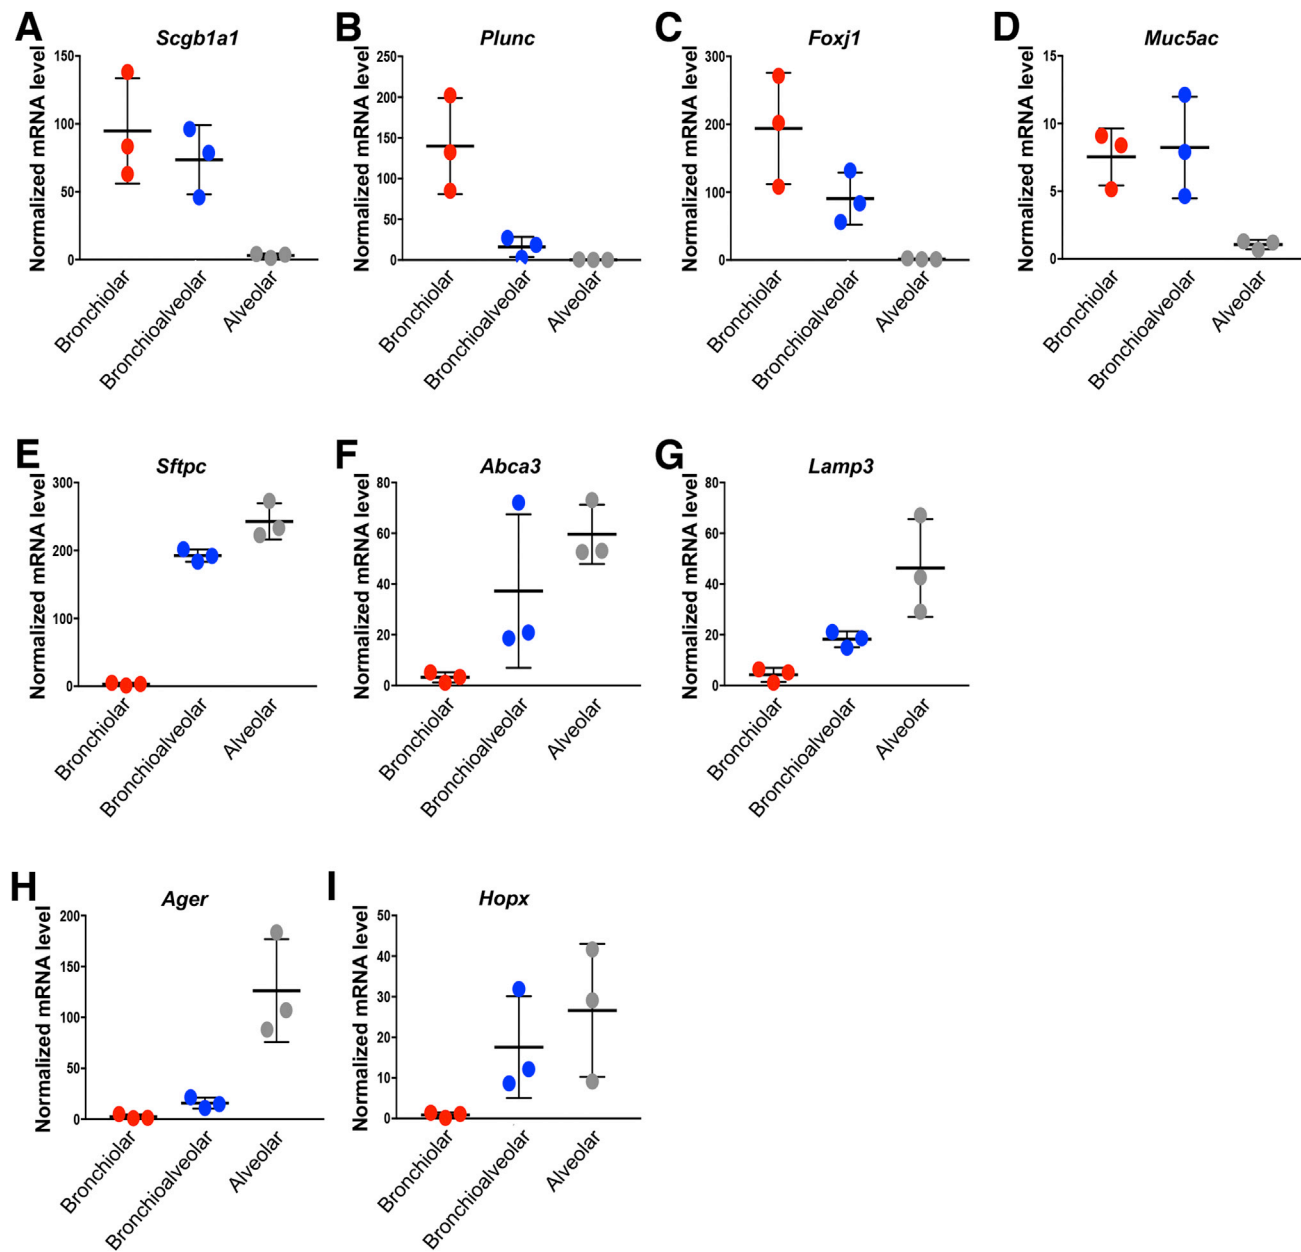 A
Scgb1a1
Normalized mRNA level
150
100
50
0
Bronchiolar
Bronchioalveolar
Alveolar
B
Plunc
Normalized mRNA level
250
200
150
100
50
0
Bronchiolar
Bronchioalveolar
Alveolar
C
Foxj1
Normalized mRNA level
300
200
100
0
Bronchiolar
Bronchioalveolar
Alveolar
D
Muc5ac
Normalized mRNA level
15
10
5
0
Bronchiolar
Bronchioalveolar
Alveolar
E
Sftpc
Normalized mRNA level
300
200
100
0
Bronchiolar
Bronchioalveolar
Alveolar
F
Abca3
Normalized mRNA level
80
60
40
20
0
Bronchiolar
Bronchioalveolar
Alveolar
G
Lamp3
Normalized mRNA level
80
60
40
20
0
Bronchiolar
Bronchioalveolar
Alveolar
H
Ager
Normalized mRNA level
200
150
100
50
0
Bronchiolar
Bronchioalveolar
Alveolar
I
Hopx
Normalized mRNA level
50
40
30
20
10
0
Bronchiolar
Bronchioalveolar
Alveolar